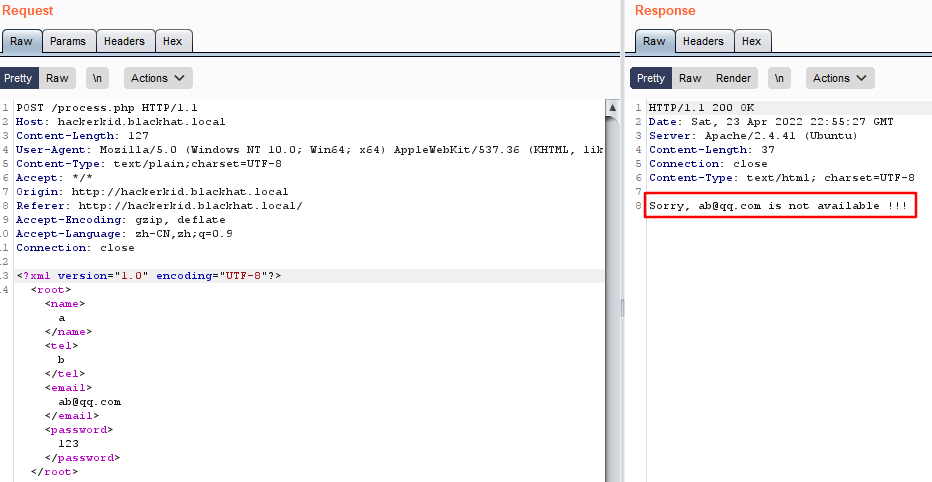 Request
Raw Params Headers Hex
Pretty Raw \n Actions
1 POST /process.php HTTP/1.1
2 Host: hackerkid.blackhat.local
3 Content-Length: 127
4 User-Agent: Mozilla/5.0 (Windows NT 10.0; Win64; x64) AppleWebKit/537.36 (KHTML, lik
5 Content-Type: text/plain;charset=UTF-8
6 Accept: */*
7 Origin: http://hackerkid.blackhat.local
8 Referer: http://hackerkid.blackhat.local/
9 Accept-Encoding: gzip, deflate
10 Accept-Language: zh-CN,zh;q=0.9
11 Connection: close
12
13 <?xml version="1.0" encoding="UTF-8"?>
14 <root>
<name>
a
</name>
<tel>
b
</tel>
<email>
ab@qq.com
</email>
<password>
123
</password>
</root>
Response
Raw Headers Hex
Pretty Raw Render \n Actions
1 HTTP/1.1 200 OK
2 Date: Sat, 23 Apr 2022 22:55:27 GMT
3 Server: Apache/2.4.41 (Ubuntu)
4 Content-Length: 37
5 Connection: close
6 Content-Type: text/html; charset=UTF-8
7
8 Sorry, ab@qq.com is not available !!!